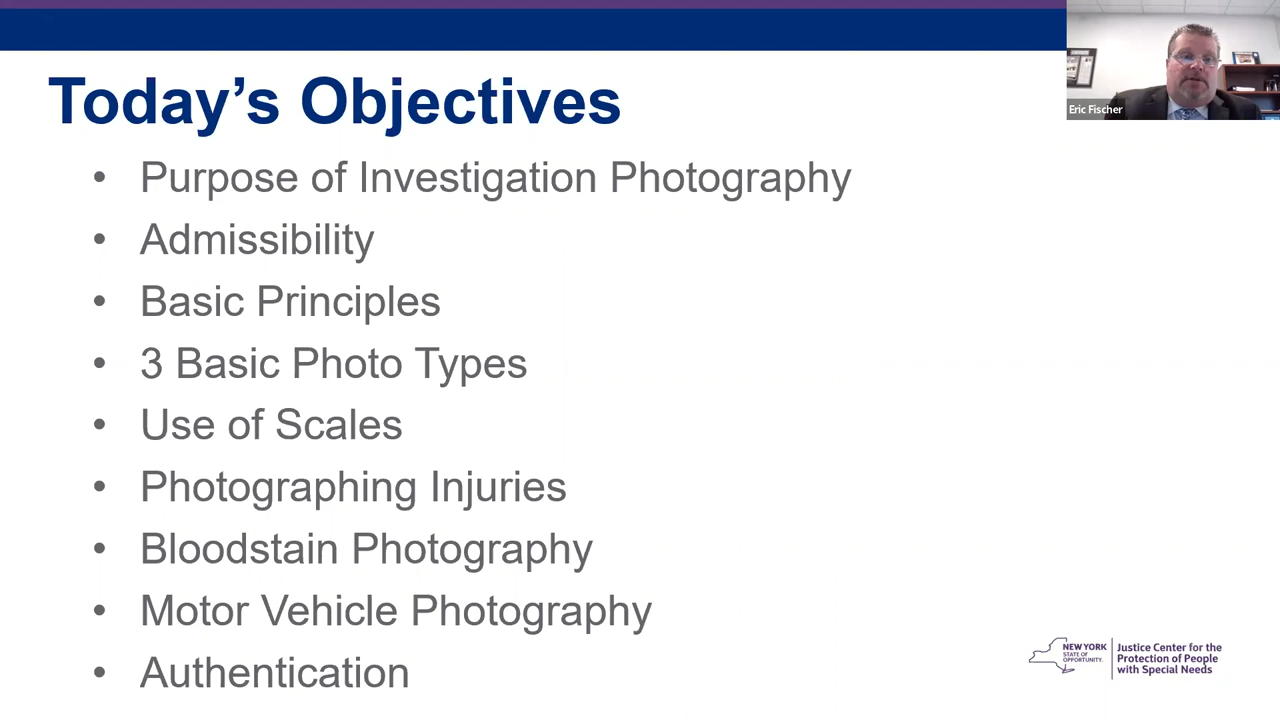 Today's Objectives
• Purpose of Investigation Photography
• Admissibility
• Basic Principles
• 3 Basic Photo Types
• Use of Scales
• Photographing Injuries
• Bloodstain Photography
• Motor Vehicle Photography
• Authentication
Eric Fischer
NEW YORK
STATE OF
OPPORTUNITY.
Justice Center for the
Protection of People
with Special Needs